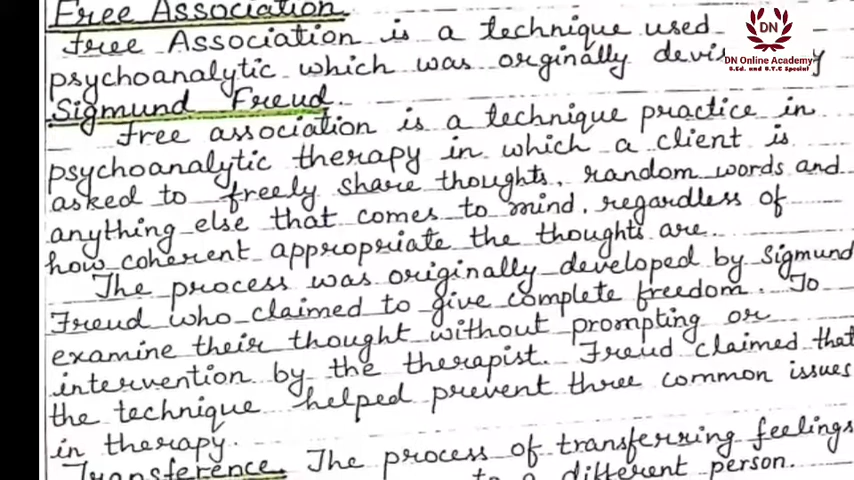 Free Association
Free Association is a technique used
psychoanalytic which was orginally
Sigmund Freud.
Free association is a technique practice in
psychoanalytic therapy in which a client is
asked to freely share thoughts, random words and
anything else that comes to mind, regardless of
how coherent appropriate the thoughts are.
The process was originally developed by Sigmund
Freud who claimed to give complete freedom. To
examine their thought without prompting or
intervention by the therapist. Freud claimed that
the technique helped prevent three common issues
in therapy.
Transference. The process of transferring feelings
to a different person.
DN
DN Online Academy
B.Ed. and B.T.C Special